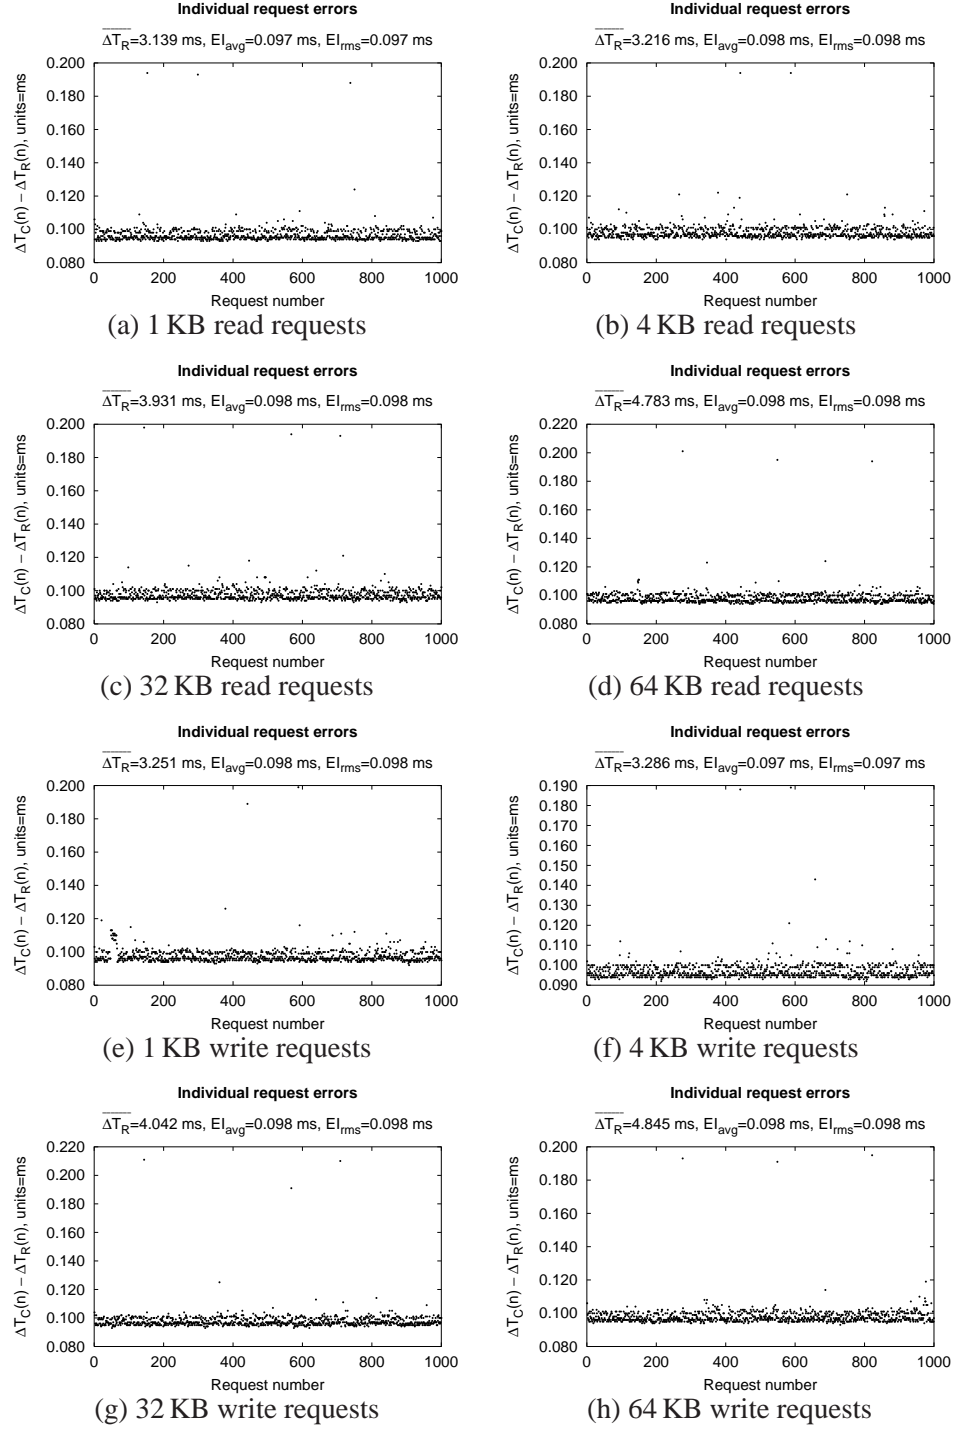 Individual request errors
ΔT_R=3.139 ms, EI_avg=0.097 ms, EI_rms=0.097 ms
0.200
0.180
0.160
0.140
0.120
0.100
0.080
ΔT_C(n) − ΔT_R(n), units=ms
0 200 400 600 800 1000
Request number
(a) 1 KB read requests
Individual request errors
ΔT_R=3.216 ms, EI_avg=0.098 ms, EI_rms=0.098 ms
0.200
0.180
0.160
0.140
0.120
0.100
0.080
ΔT_C(n) − ΔT_R(n), units=ms
0 200 400 600 800 1000
Request number
(b) 4 KB read requests
Individual request errors
ΔT_R=3.931 ms, EI_avg=0.098 ms, EI_rms=0.098 ms
0.200
0.180
0.160
0.140
0.120
0.100
0.080
ΔT_C(n) − ΔT_R(n), units=ms
0 200 400 600 800 1000
Request number
(c) 32 KB read requests
Individual request errors
ΔT_R=4.783 ms, EI_avg=0.098 ms, EI_rms=0.098 ms
0.220
0.200
0.180
0.160
0.140
0.120
0.100
0.080
ΔT_C(n) − ΔT_R(n), units=ms
0 200 400 600 800 1000
Request number
(d) 64 KB read requests
Individual request errors
ΔT_R=3.251 ms, EI_avg=0.098 ms, EI_rms=0.098 ms
0.200
0.180
0.160
0.140
0.120
0.100
0.080
ΔT_C(n) − ΔT_R(n), units=ms
0 200 400 600 800 1000
Request number
(e) 1 KB write requests
Individual request errors
ΔT_R=3.286 ms, EI_avg=0.097 ms, EI_rms=0.097 ms
0.190
0.180
0.170
0.160
0.150
0.140
0.130
0.120
0.110
0.100
0.090
ΔT_C(n) − ΔT_R(n), units=ms
0 200 400 600 800 1000
Request number
(f) 4 KB write requests
Individual request errors
ΔT_R=4.042 ms, EI_avg=0.098 ms, EI_rms=0.098 ms
0.220
0.200
0.180
0.160
0.140
0.120
0.100
0.080
ΔT_C(n) − ΔT_R(n), units=ms
0 200 400 600 800 1000
Request number
(g) 32 KB write requests
Individual request errors
ΔT_R=4.845 ms, EI_avg=0.098 ms, EI_rms=0.098 ms
0.200
0.180
0.160
0.140
0.120
0.100
0.080
ΔT_C(n) − ΔT_R(n), units=ms
0 200 400 600 800 1000
Request number
(h) 64 KB write requests